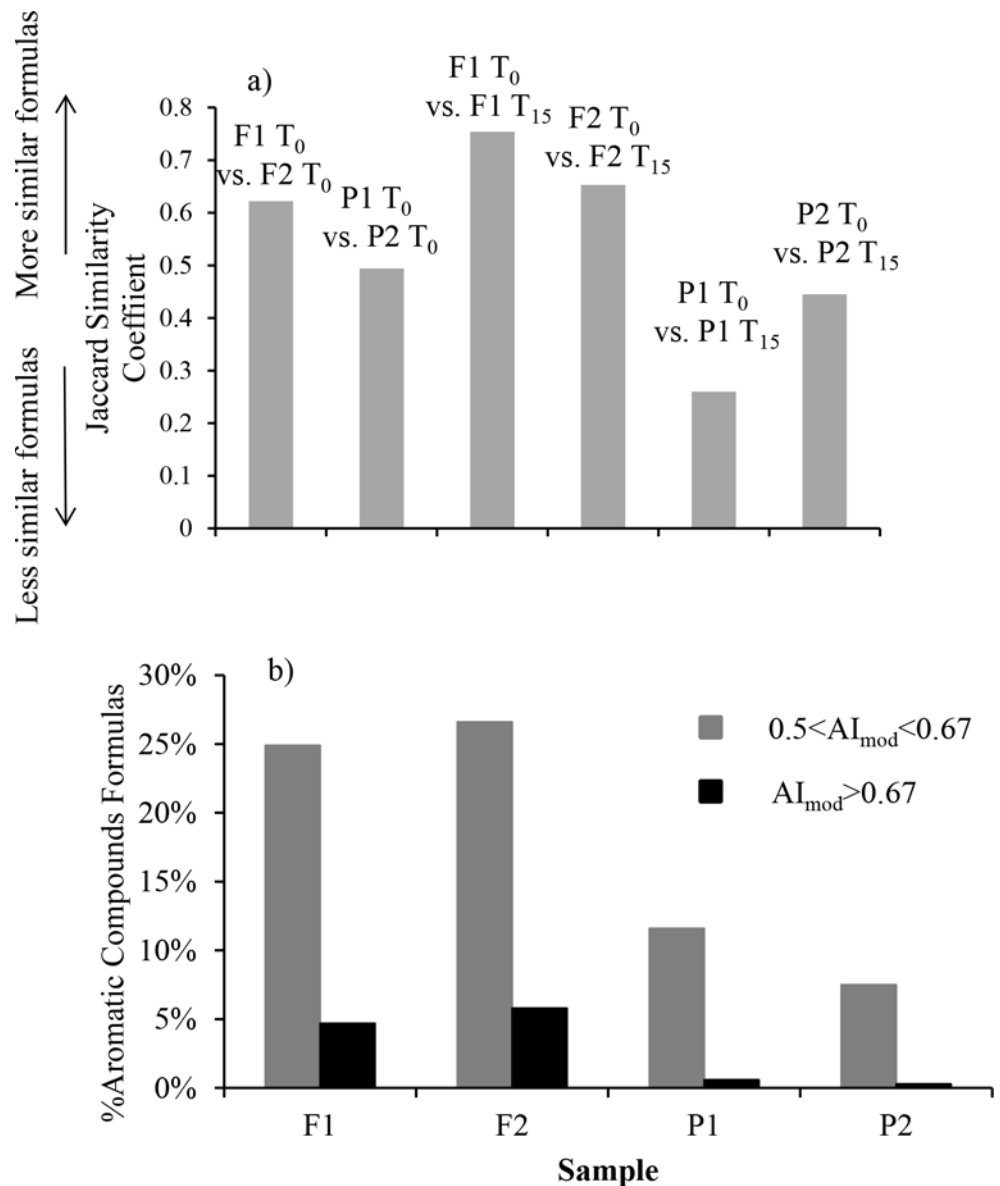 a)
More similar formulas
Less similar formulas
Jaccard Similarity
Coeffiient
0.8
0.7
0.6
0.5
0.4
0.3
0.2
0.1
0
F1 T0
vs. F2 T0
P1 T0
vs. P2 T0
F1 T0
vs. F1 T15
F2 T0
vs. F2 T15
P1 T0
vs. P1 T15
P2 T0
vs. P2 T15
b)
%Aromatic Compounds Formulas
30%
25%
20%
15%
10%
5%
0%
0.5<AImod<0.67
AImod>0.67
F1 F2 P1 P2
Sample